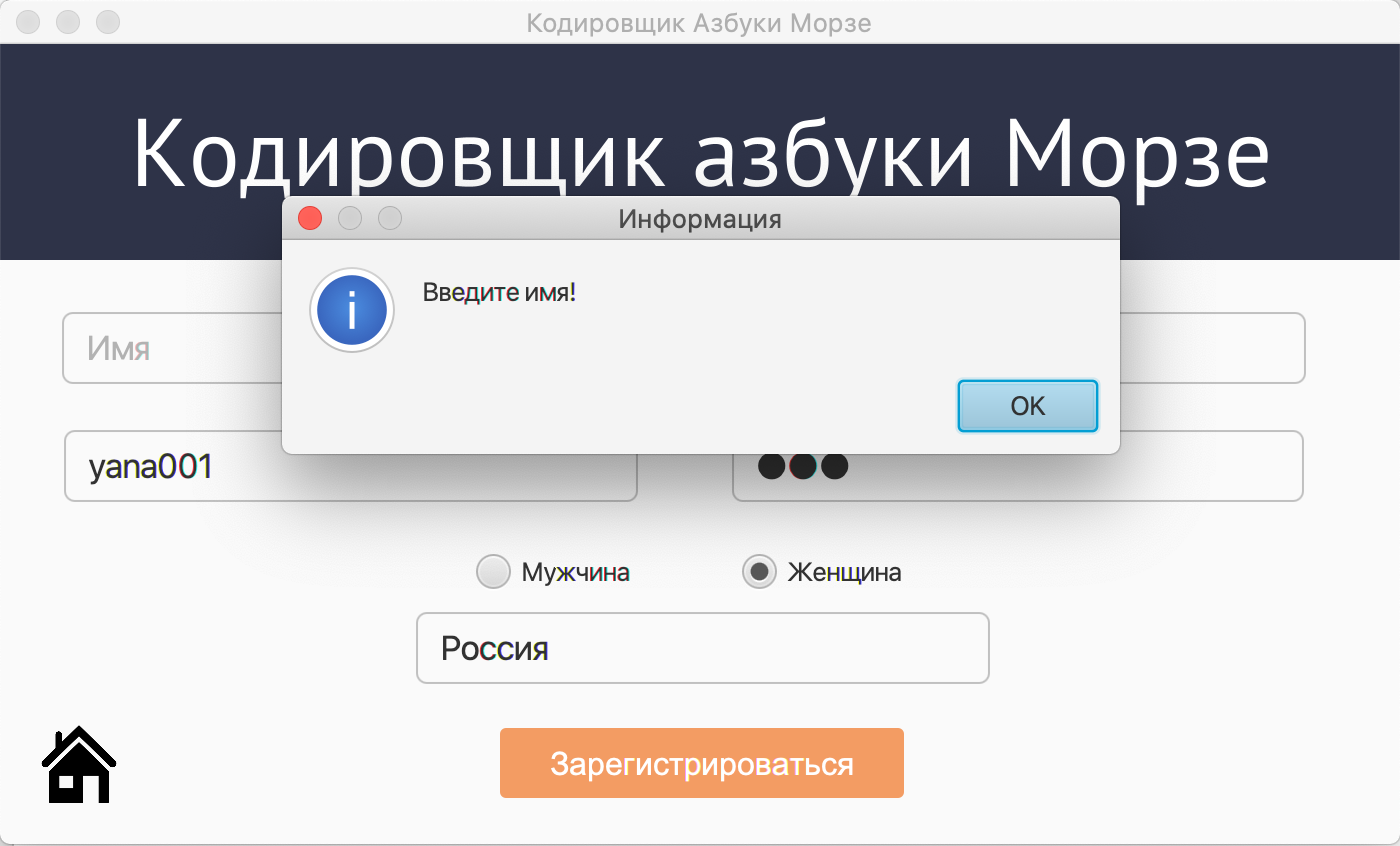 Кодировщик Азбуки Морзе
Кодировщик азбуки Морзе
Информация
Введите имя!
Имя
OK
yana001
Мужчина
Женщина
Россия
Зарегистрироваться